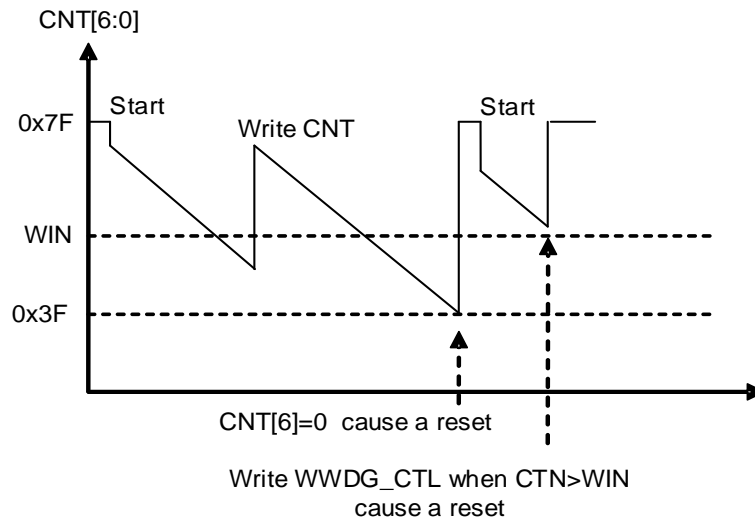 CNT[6:0]
Start
Start
0x7F
Write CNT
WIN
0x3F
CNT[6]=0 cause a reset
Write WWDG_CTL when CTN>WIN
cause a reset